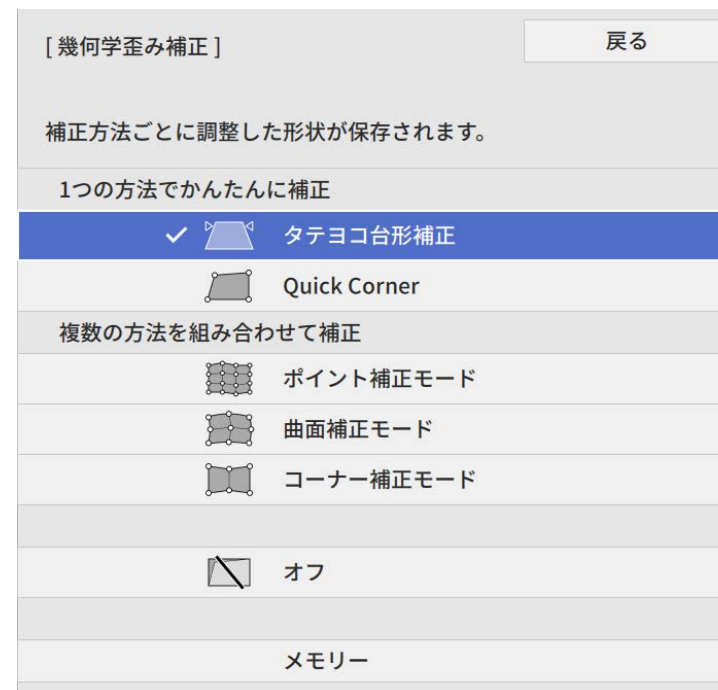 [ 幾何学歪み補正 ]
戻る
補正方法ごとに調整した形状が保存されます。
1つの方法でかんたんに補正
タテヨコ台形補正
Quick Corner
複数の方法を組み合わせて補正
ポイント補正モード
曲面補正モード
コーナー補正モード
オフ
メモリー